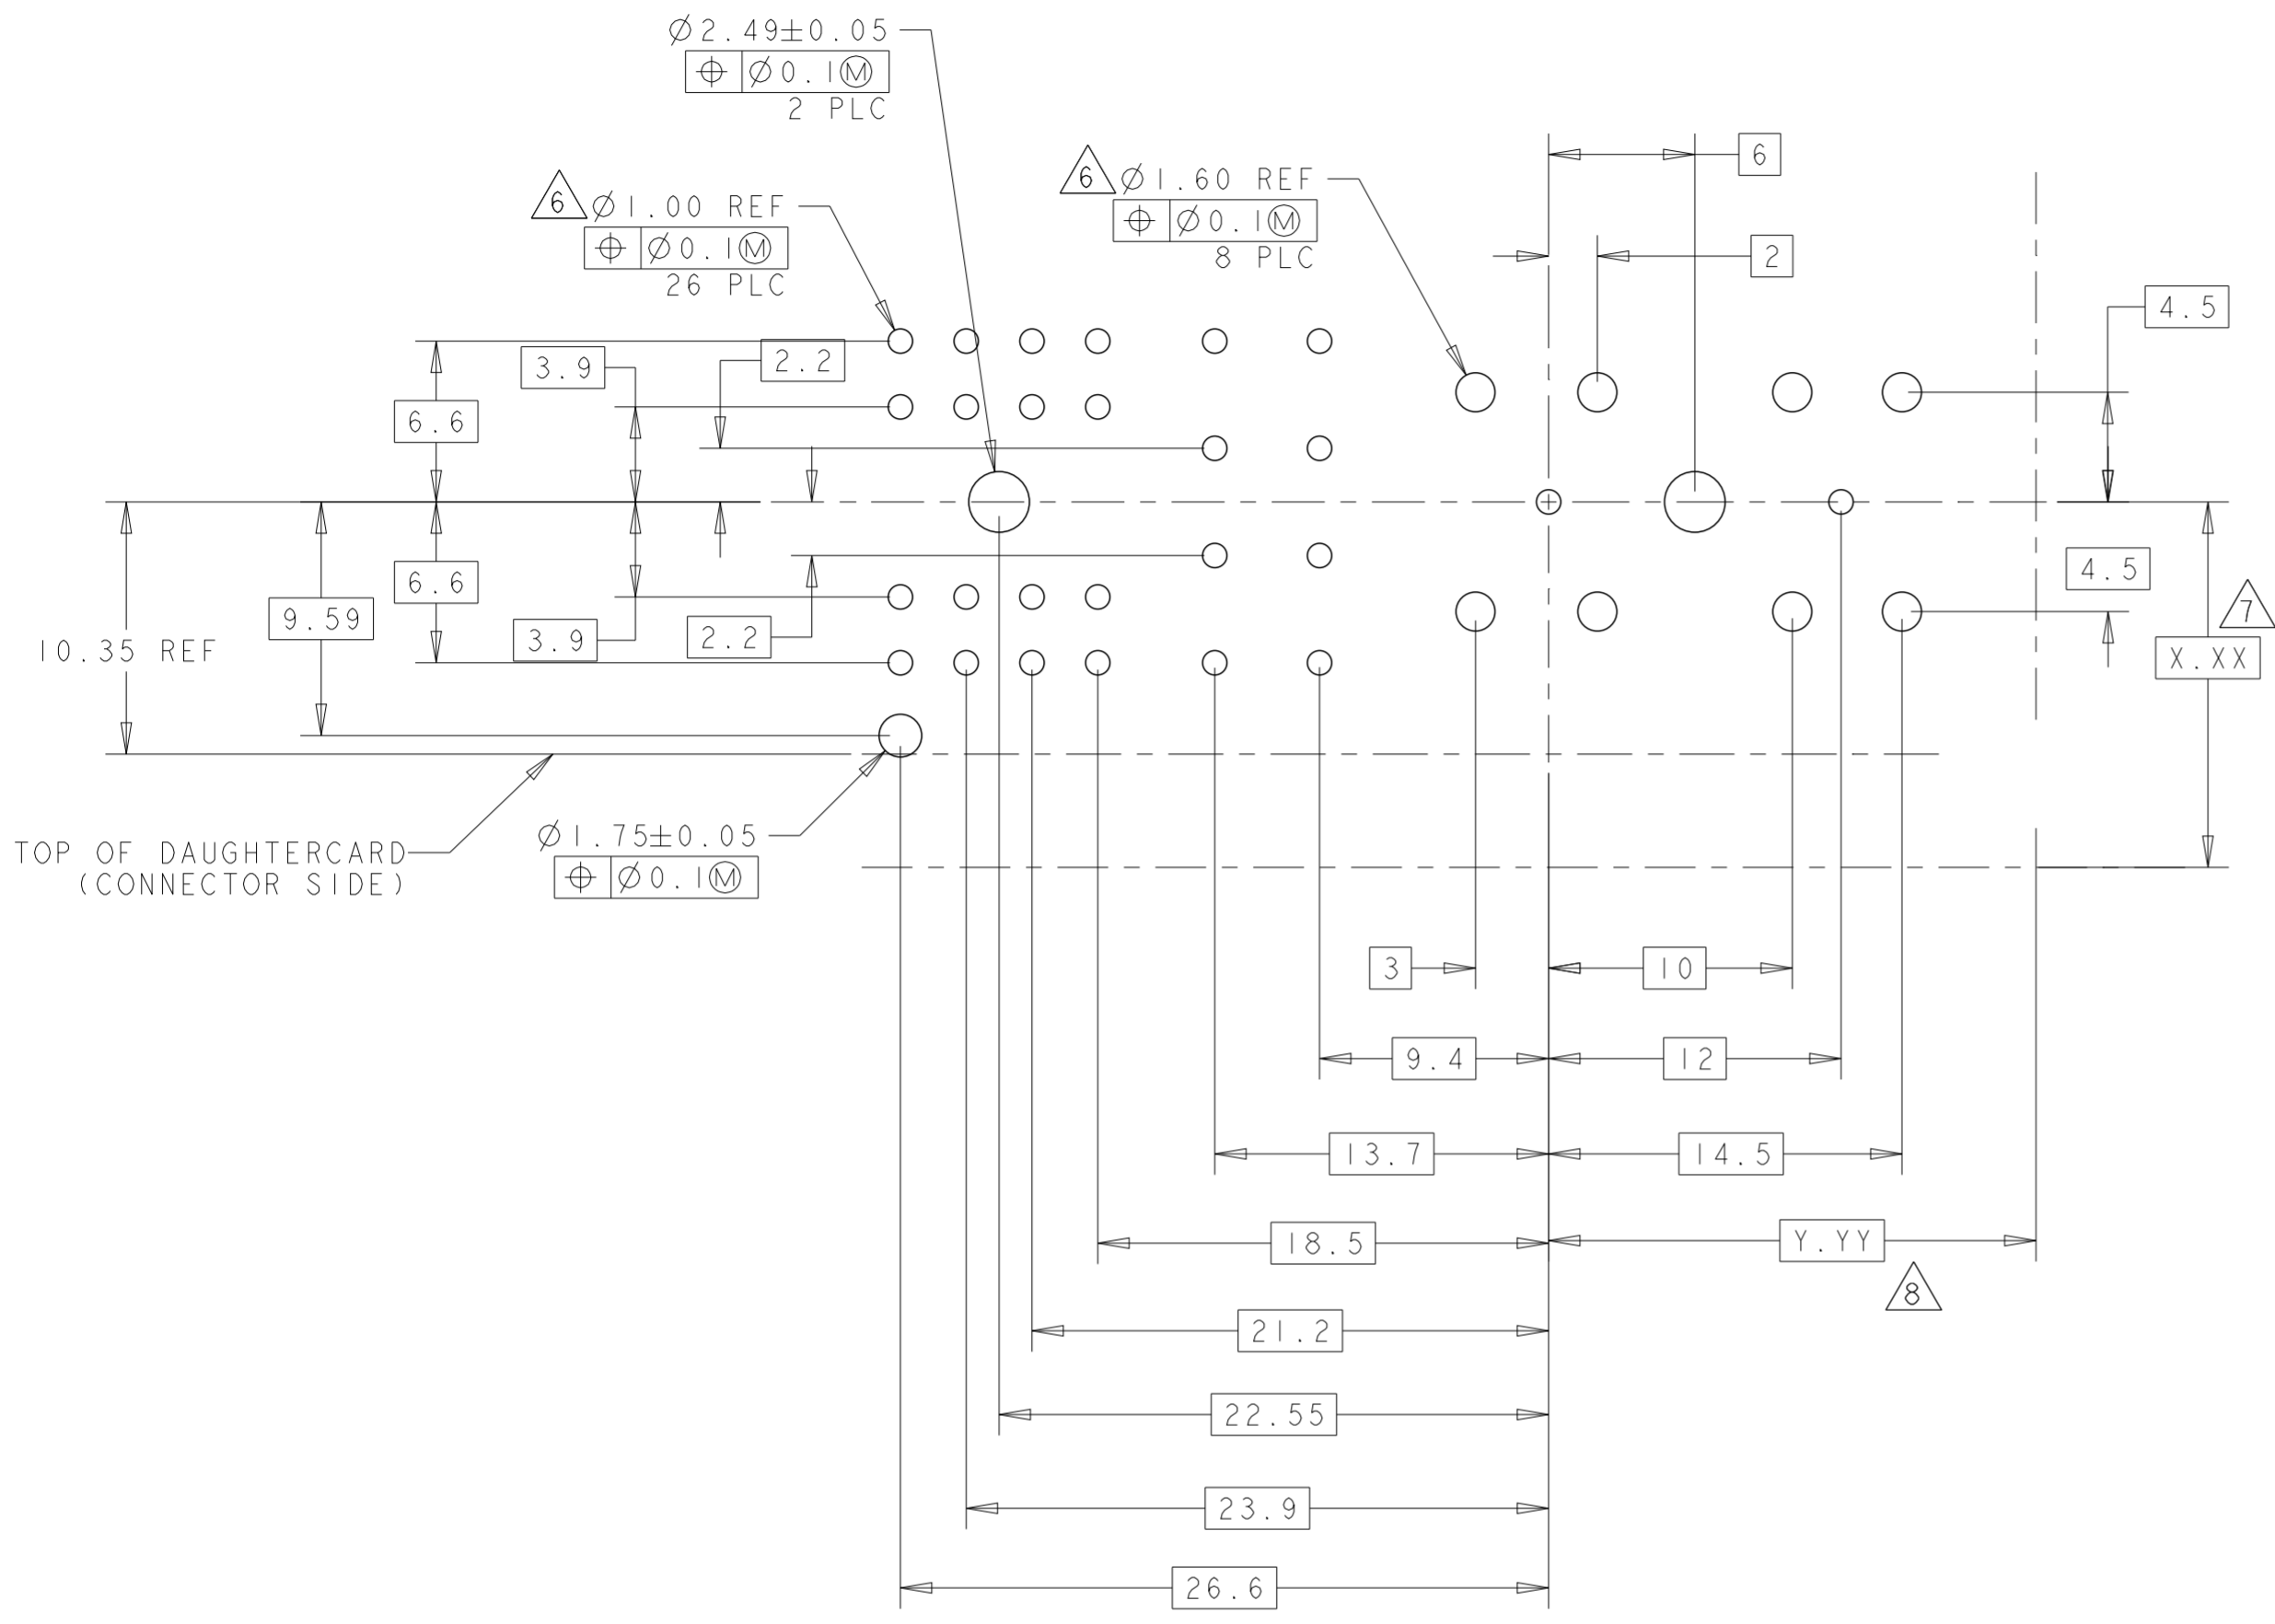 Ø2.49±0.05
⌖ Ø0.1Ⓜ
2 PLC
6
Ø1.00 REF
⌖ Ø0.1Ⓜ
26 PLC
6
Ø1.60 REF
⌖ Ø0.1Ⓜ
8 PLC
6
2
4.5
3.9
2.2
6.6
6.6
9.59
3.9
2.2
10.35 REF
4.5
7
X.XX
TOP OF DAUGHTERCARD
(CONNECTOR SIDE)
Ø1.75±0.05
⌖ Ø0.1Ⓜ
3
10
9.4
12
13.7
14.5
18.5
Y.YY
8
21.2
22.55
23.9
26.6